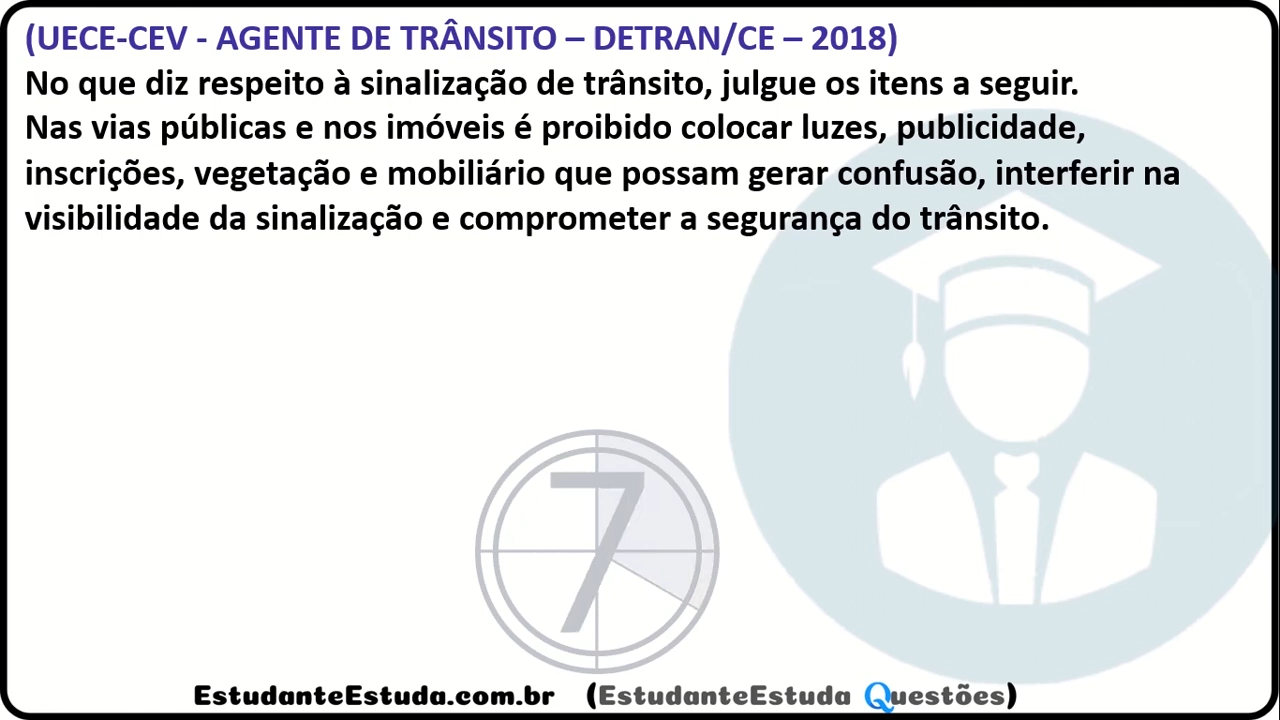 (UECE-CEV - AGENTE DE TRÂNSITO – DETRAN/CE – 2018)
No que diz respeito à sinalização de trânsito, julgue os itens a seguir.
Nas vias públicas e nos imóveis é proibido colocar luzes, publicidade,
inscrições, vegetação e mobiliário que possam gerar confusão, interferir na
visibilidade da sinalização e comprometer a segurança do trânsito.
7
EstudanteEstuda.com.br (EstudanteEstuda Questões)